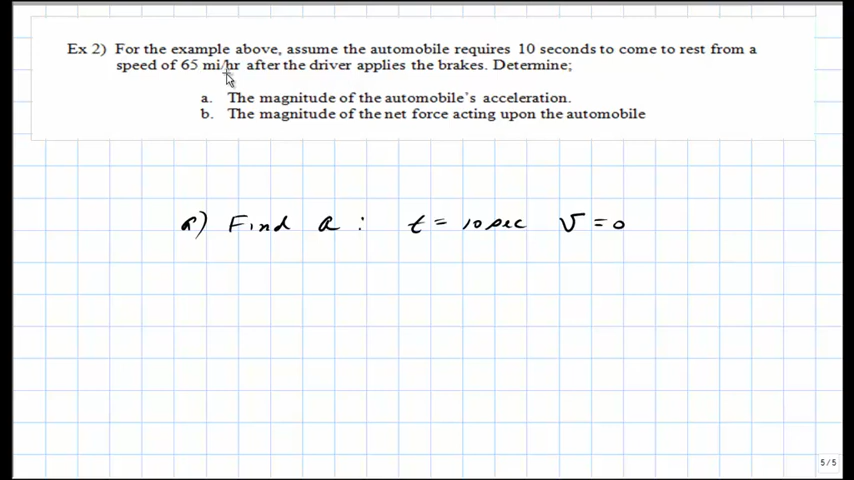 Ex 2) For the example above, assume the automobile requires 10 seconds to come to rest from a
speed of 65 mi/hr after the driver applies the brakes. Determine;
a. The magnitude of the automobile's acceleration.
b. The magnitude of the net force acting upon the automobile
a) Find a : t = 10 sec v = 0
5/5